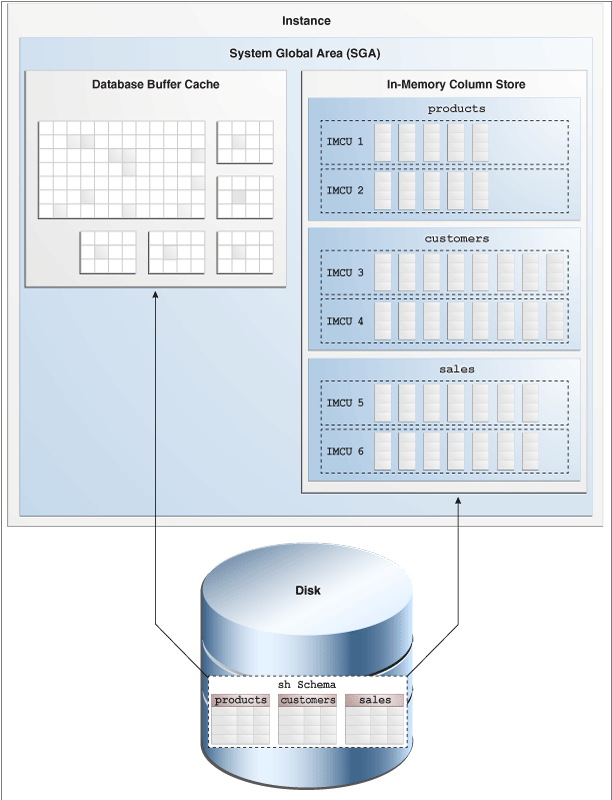 Instance
System Global Area (SGA)
Database Buffer Cache
In-Memory Column Store
products
IMCU 1
IMCU 2
customers
IMCU 3
IMCU 4
sales
IMCU 5
IMCU 6
Disk
sh Schema
products customers sales